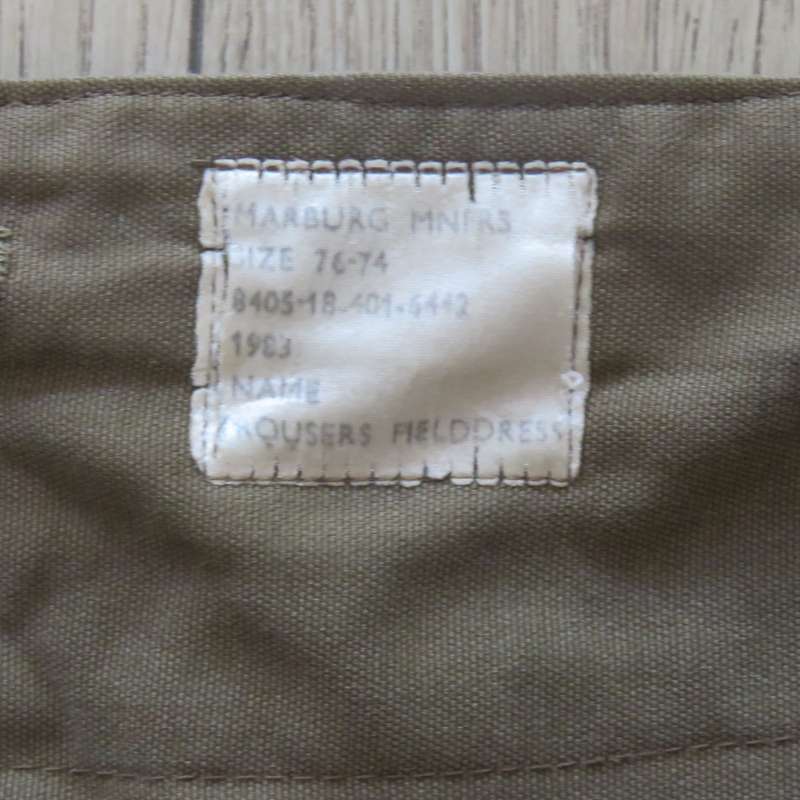 MARBURG MNFRS
SIZE 76-74
8405-18-401-6442
1983
NAME
TROUSERS FIELDDRESS